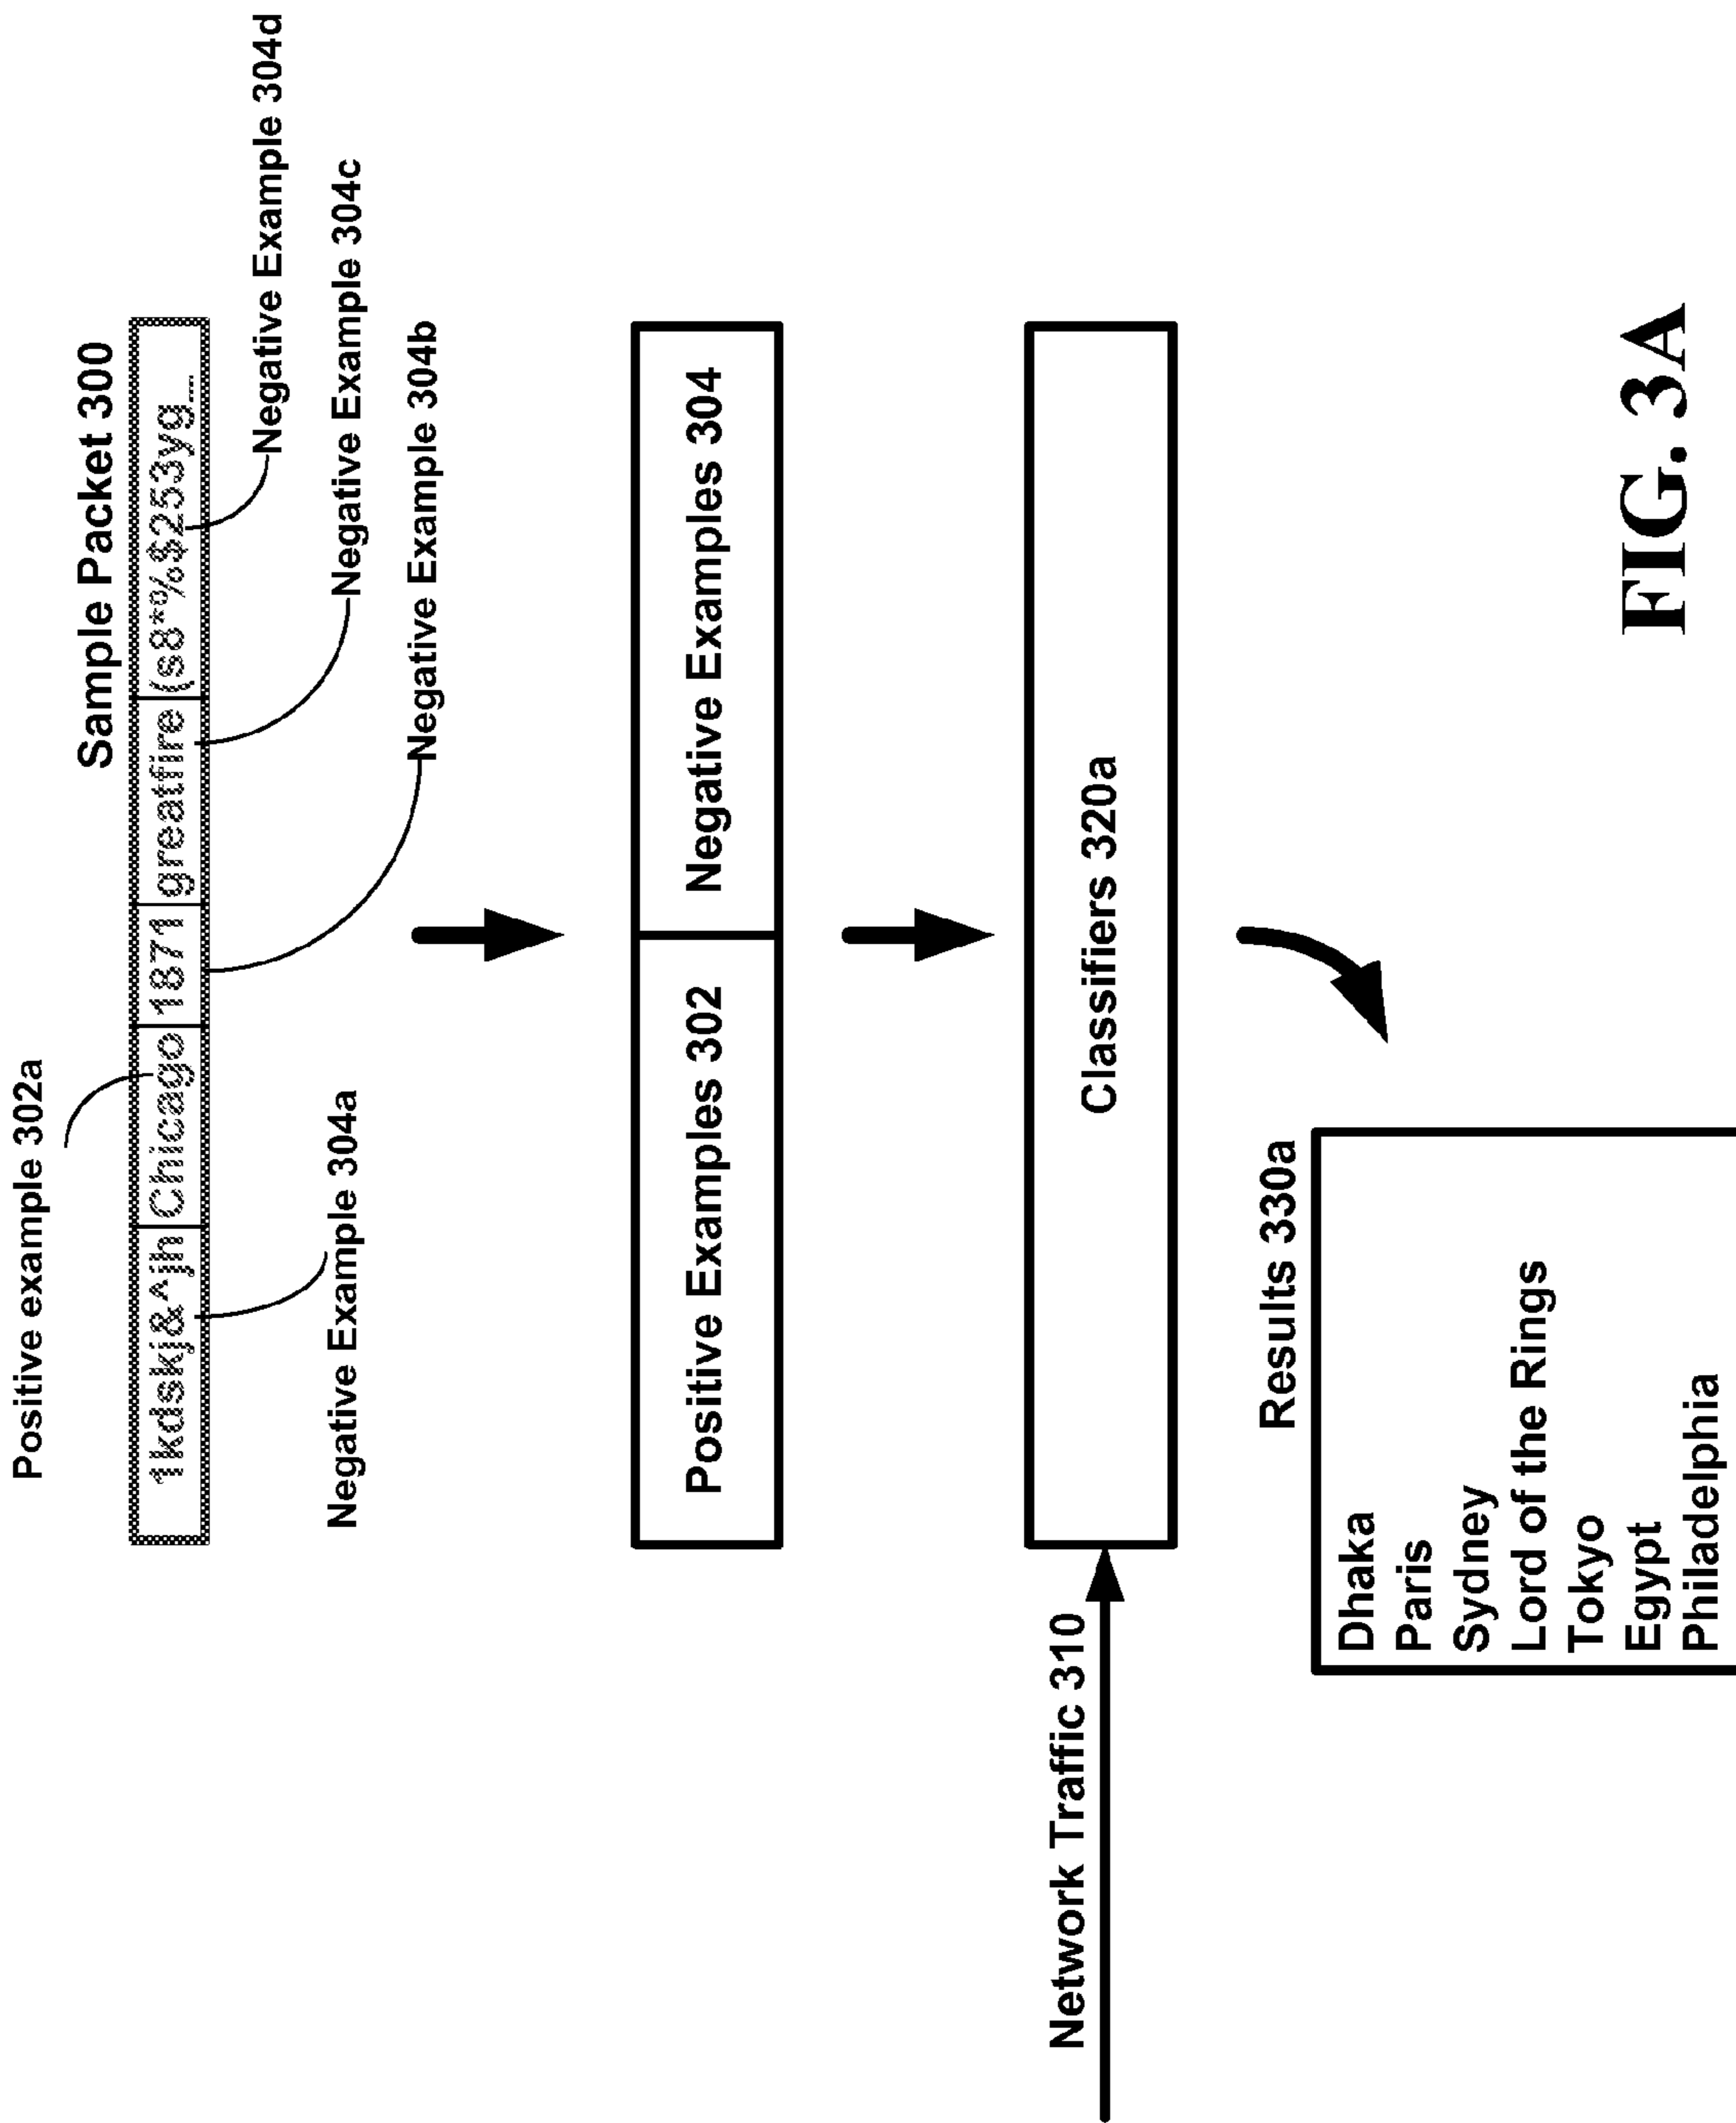 Positive example 302a
Sample Packet 300
1kdskj&^jh Chicago 1871 greatfire (s8*%$253yg...
Negative Example 304d
Negative Example 304a
Negative Example 304c
Negative Example 304b
Positive Examples 302
Negative Examples 304
Network Traffic 310
Classifiers 320a
Results 330a
Dhaka
Paris
Sydney
Lord of the Rings
Tokyo
Egypt
Philadelphia
FIG. 3A